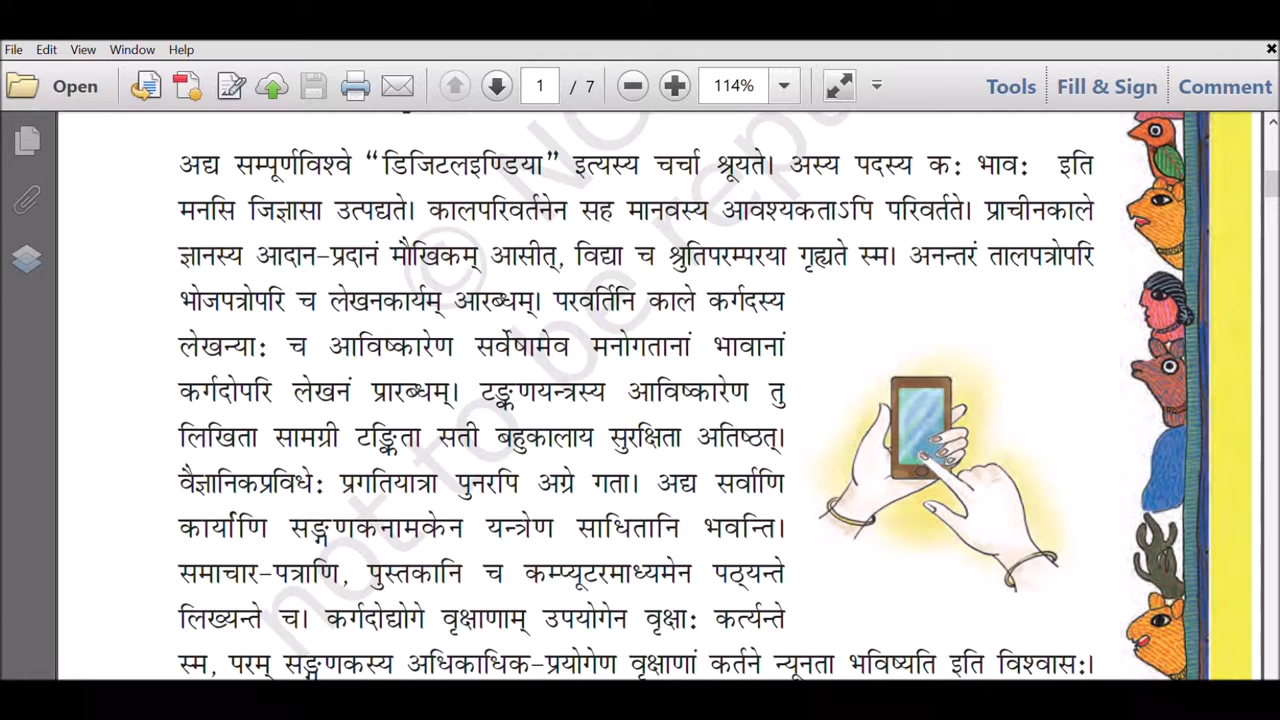 File Edit View Window Help
Open 1 / 7 114% Tools Fill & Sign Comment
अद्य सम्पूर्णविश्वे “डिजिटलइण्डिया” इत्यस्य चर्चा श्रूयते। अस्य पदस्य क: भाव: इति
मनसि जिज्ञासा उत्पद्यते। कालपरिवर्तनेन सह मानवस्य आवश्यकताऽपि परिवर्तते। प्राचीनकाले
ज्ञानस्य आदान-प्रदानं मौखिकम् आसीत्, विद्या च श्रुतिपरम्परया गृह्यते स्म। अनन्तरं तालपत्रोपरि
भोजपत्रोपरि च लेखनकार्यम् आरब्धम्। परवर्तिनि काले कर्गदस्य
लेखन्या: च आविष्कारेण सर्वेषामेव मनोगतानां भावानां
कर्गदोपरि लेखनं प्रारब्धम्। टङ्कणयन्त्रस्य आविष्कारेण तु
लिखिता सामग्री टङ्किता सती बहुकालाय सुरक्षिता अतिष्ठत्।
वैज्ञानिकप्रविधे: प्रगतियात्रा पुनरपि अग्रे गता। अद्य सर्वाणि
कार्याणि सङ्गणकनामकेन यन्त्रेण साधितानि भवन्ति।
समाचार-पत्राणि, पुस्तकानि च कम्प्यूटरमाध्यमेन पठ्यन्ते
लिख्यन्ते च। कर्गदोद्योगे वृक्षाणाम् उपयोगेन वृक्षा: कर्त्यन्ते
स्म, परम् सङ्गणकस्य अधिकाधिक-प्रयोगेण वृक्षाणां कर्तने न्यूनता भविष्यति इति विश्वास:।
© NC
not to be repu